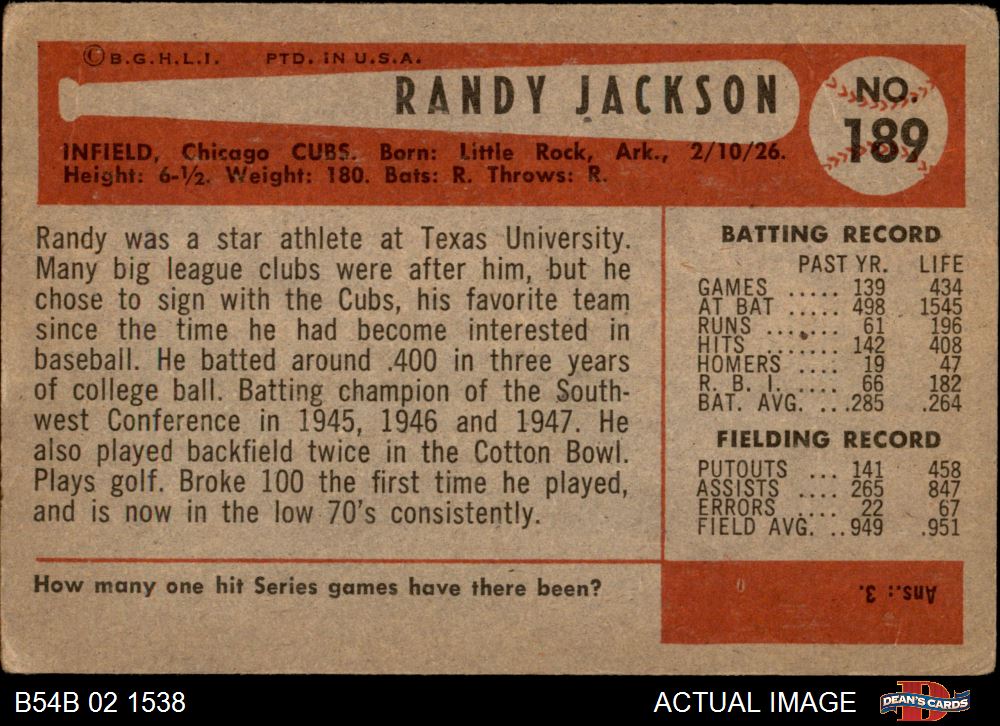 ©B.G.H.L.I. PTD. IN U.S.A.
RANDY JACKSON
NO.
189
INFIELD, Chicago CUBS. Born: Little Rock, Ark., 2/10/26.
Height: 6-½. Weight: 180. Bats: R. Throws: R.
Randy was a star athlete at Texas University.
Many big league clubs were after him, but he
chose to sign with the Cubs, his favorite team
since the time he had become interested in
baseball. He batted around .400 in three years
of college ball. Batting champion of the South-
west Conference in 1945, 1946 and 1947. He
also played backfield twice in the Cotton Bowl.
Plays golf. Broke 100 the first time he played,
and is now in the low 70's consistently.
BATTING RECORD
PAST YR. LIFE
GAMES ..... 139 434
AT BAT ..... 498 1545
RUNS ....... 61 196
HITS ....... 142 408
HOMERS .... 19 47
R. B. I. .... 66 182
BAT. AVG. ...285 .264
FIELDING RECORD
PUTOUTS ... 141 458
ASSISTS .... 265 847
ERRORS .... 22 67
FIELD AVG. ..949 .951
How many one hit Series games have there been?
Ans.: 3.
B54B 02 1538
ACTUAL IMAGE
DEAN'S CARDS